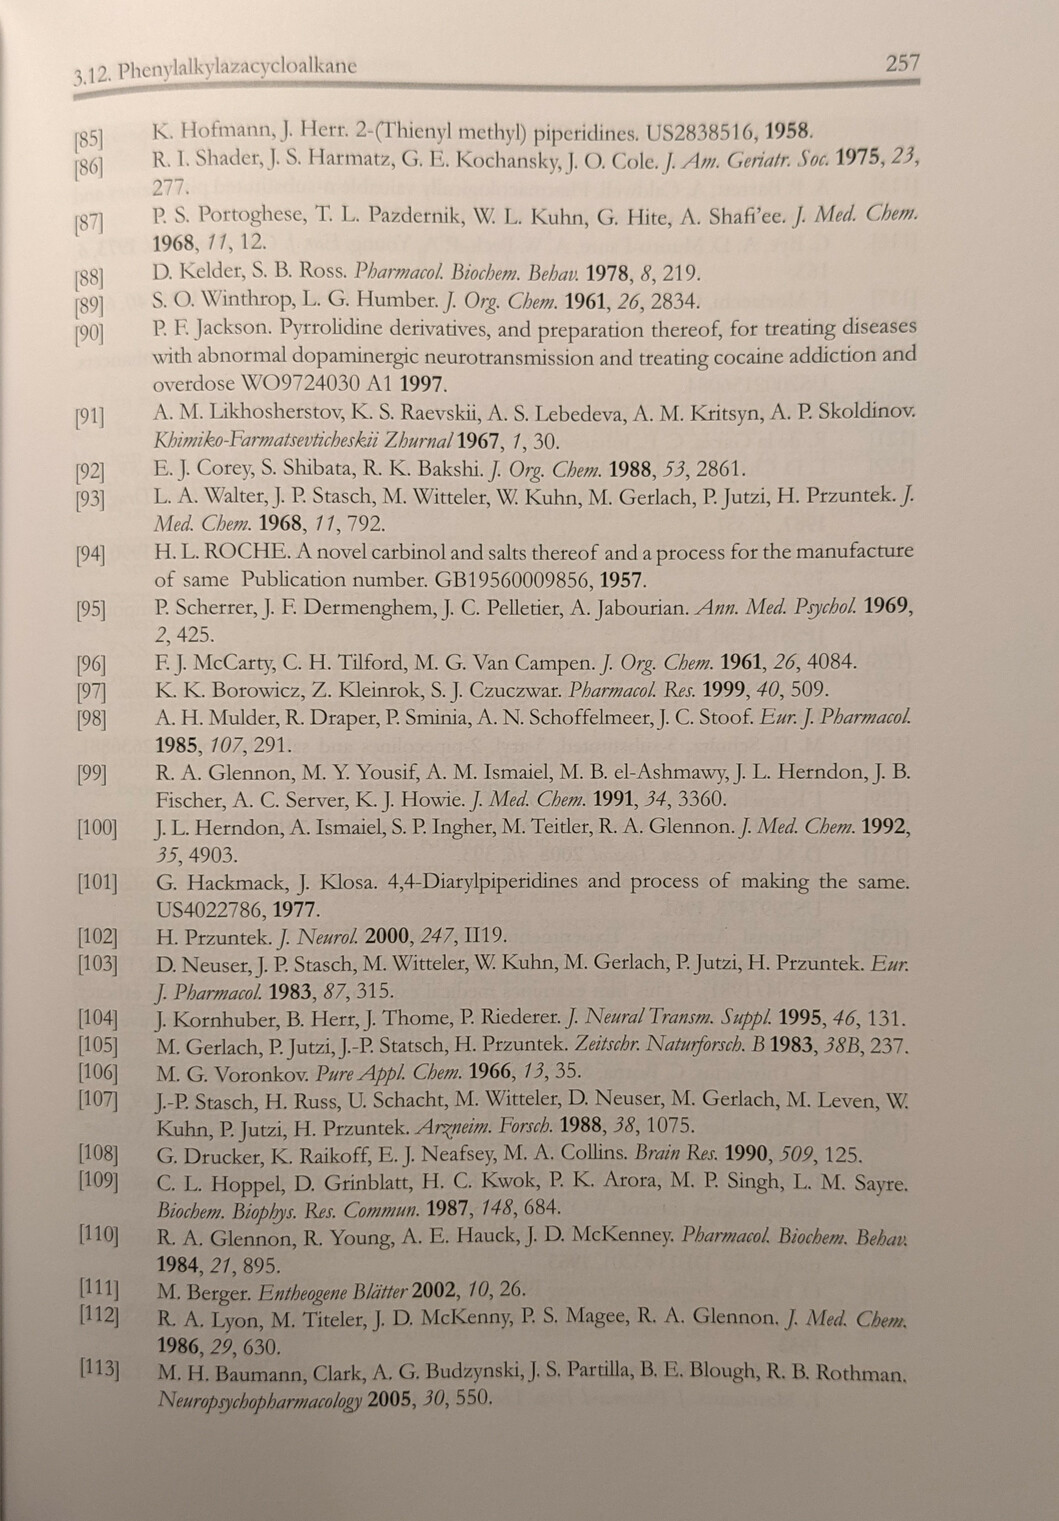 3.12. Phenylalkylazacycloalkane 257
[85] K. Hofmann, J. Herr. 2-(Thienyl methyl) piperidines. US2838516, 1958.
[86] R. I. Shader, J. S. Harmatz, G. E. Kochansky, J. O. Cole. J. Am. Geriatr. Soc. 1975, 23,
277.
[87] P. S. Portoghese, T. L. Pazdernik, W. L. Kuhn, G. Hite, A. Shafi'ee. J. Med. Chem.
1968, 11, 12.
[88] D. Kelder, S. B. Ross. Pharmacol. Biochem. Behav. 1978, 8, 219.
[89] S. O. Winthrop, L. G. Humber. J. Org. Chem. 1961, 26, 2834.
[90] P. F. Jackson. Pyrrolidine derivatives, and preparation thereof, for treating diseases
with abnormal dopaminergic neurotransmission and treating cocaine addiction and
overdose WO9724030 A1 1997.
[91] A. M. Likhosherstov, K. S. Raevskii, A. S. Lebedeva, A. M. Kritsyn, A. P. Skoldinov.
Khimiko-Farmatsevticheskii Zhurnal 1967, 1, 30.
[92] E. J. Corey, S. Shibata, R. K. Bakshi. J. Org. Chem. 1988, 53, 2861.
[93] L. A. Walter, J. P. Stasch, M. Witteler, W. Kuhn, M. Gerlach, P. Jutzi, H. Przuntek. J.
Med. Chem. 1968, 11, 792.
[94] H. L. ROCHE. A novel carbinol and salts thereof and a process for the manufacture
of same Publication number. GB19560009856, 1957.
[95] P. Scherrer, J. F. Dermenghem, J. C. Pelletier, A. Jabourian. Ann. Med. Psychol. 1969,
2, 425.
[96] F. J. McCarty, C. H. Tilford, M. G. Van Campen. J. Org. Chem. 1961, 26, 4084.
[97] K. K. Borowicz, Z. Kleinrok, S. J. Czuczwar. Pharmacol. Res. 1999, 40, 509.
[98] A. H. Mulder, R. Draper, P. Sminia, A. N. Schoffelmeer, J. C. Stoof. Eur. J. Pharmacol.
1985, 107, 291.
[99] R. A. Glennon, M. Y. Yousif, A. M. Ismaiel, M. B. el-Ashmawy, J. L. Herndon, J. B.
Fischer, A. C. Server, K. J. Howie. J. Med. Chem. 1991, 34, 3360.
[100] J. L. Herndon, A. Ismaiel, S. P. Ingher, M. Teitler, R. A. Glennon. J. Med. Chem. 1992,
35, 4903.
[101] G. Hackmack, J. Klosa. 4,4-Diarylpiperidines and process of making the same.
US4022786, 1977.
[102] H. Przuntek. J. Neurol. 2000, 247, II19.
[103] D. Neuser, J. P. Stasch, M. Witteler, W. Kuhn, M. Gerlach, P. Jutzi, H. Przuntek. Eur.
J. Pharmacol. 1983, 87, 315.
[104] J. Kornhuber, B. Herr, J. Thome, P. Riederer. J. Neural Transm. Suppl. 1995, 46, 131.
[105] M. Gerlach, P. Jutzi, J.-P. Statsch, H. Przuntek. Zeitschr. Naturforsch. B 1983, 38B, 237.
[106] M. G. Voronkov. Pure Appl. Chem. 1966, 13, 35.
[107] J.-P. Stasch, H. Russ, U. Schacht, M. Witteler, D. Neuser, M. Gerlach, M. Leven, W.
Kuhn, P. Jutzi, H. Przuntek. Arzneim. Forsch. 1988, 38, 1075.
[108] G. Drucker, K. Raikoff, E. J. Neafsey, M. A. Collins. Brain Res. 1990, 509, 125.
[109] C. L. Hoppel, D. Grinblatt, H. C. Kwok, P. K. Arora, M. P. Singh, L. M. Sayre.
Biochem. Biophys. Res. Commun. 1987, 148, 684.
[110] R. A. Glennon, R. Young, A. E. Hauck, J. D. McKenney. Pharmacol. Biochem. Behav.
1984, 21, 895.
[111] M. Berger. Entheogene Blätter 2002, 10, 26.
[112] R. A. Lyon, M. Titeler, J. D. McKenny, P. S. Magee, R. A. Glennon. J. Med. Chem.
1986, 29, 630.
[113] M. H. Baumann, Clark, A. G. Budzynski, J. S. Partilla, B. E. Blough, R. B. Rothman.
Neuropsychopharmacology 2005, 30, 550.